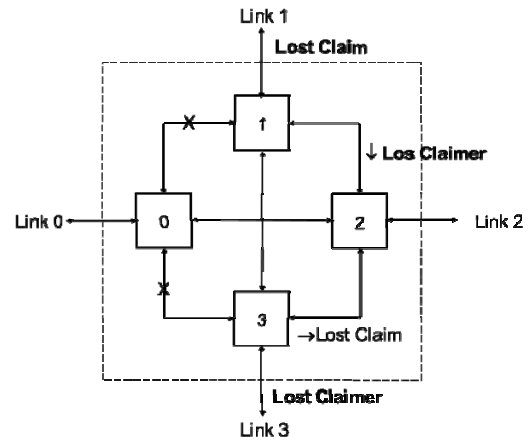 Link 1
Lost Claim
X
1
↓ Los Claimer
Link 0
0
2
Link 2
X
3
→Lost Claim
Lost Claimer
Link 3